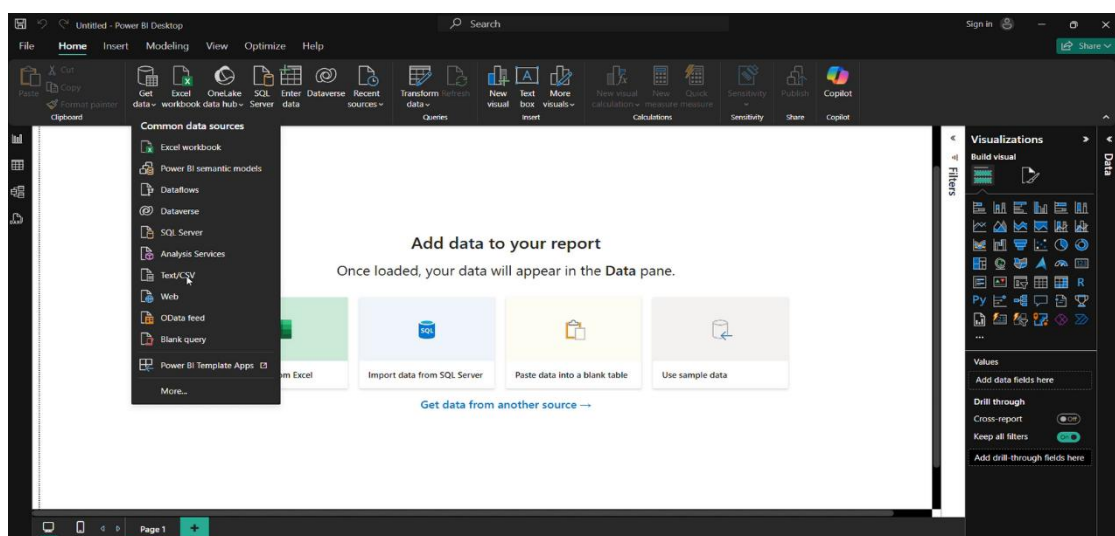 Untitled - Power BI Desktop
Search
Sign in
File Home Insert Modeling View Optimize Help
Share
Paste
Cut
Copy
Format painter
Clipboard
Get data
Excel workbook
OneLake data hub
SQL Server
Enter data
Dataverse
Recent sources
Transform data
Refresh
Queries
New visual
Text box
More visuals
Insert
New visual calculation
New measure
Quick measure
Calculations
Sensitivity
Sensitivity
Publish
Share
Copilot
Copilot
Common data sources
Excel workbook
Power BI semantic models
Dataflows
Dataverse
SQL Server
Analysis Services
Text/CSV
Web
OData feed
Blank query
Power BI Template Apps
More...
Add data to your report
Once loaded, your data will appear in the Data pane.
SQL
om Excel
Import data from SQL Server
Paste data into a blank table
Use sample data
Get data from another source →
Filters
Visualizations
Build visual
123
R
Py
...
Values
Add data fields here
Drill through
Cross-report
Off
Keep all filters
On
Add drill-through fields here
Data
Page 1